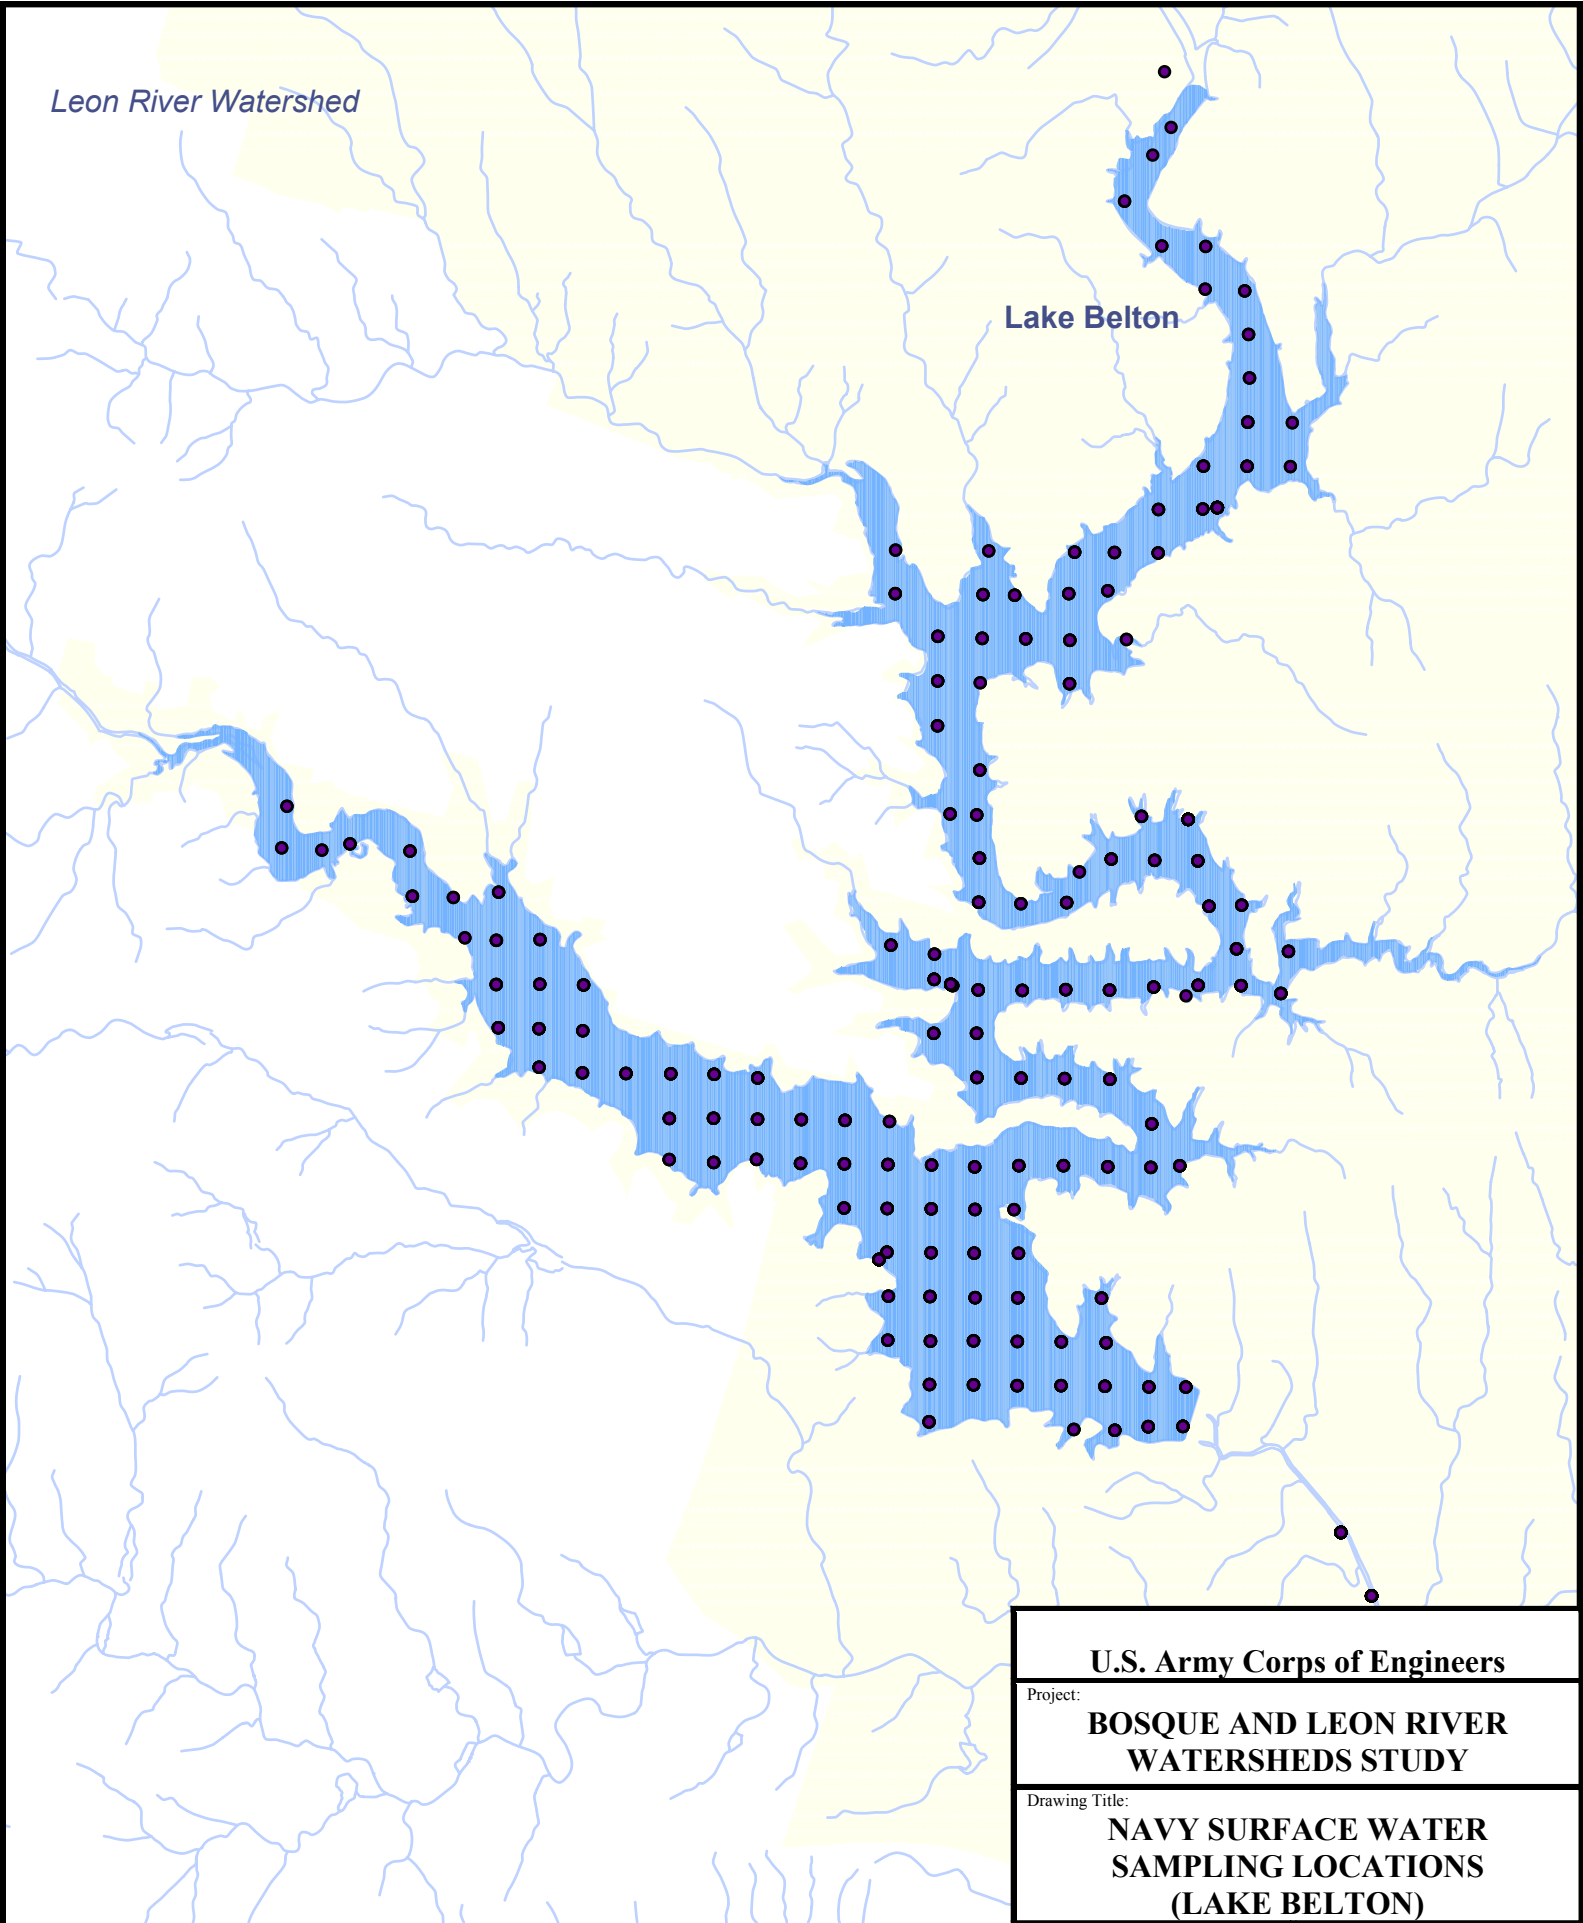 Leon River Watershed
Lake Belton
U.S. Army Corps of Engineers
Project:
BOSQUE AND LEON RIVER
WATERSHEDS STUDY
Drawing Title:
NAVY SURFACE WATER
SAMPLING LOCATIONS
(LAKE BELTON)